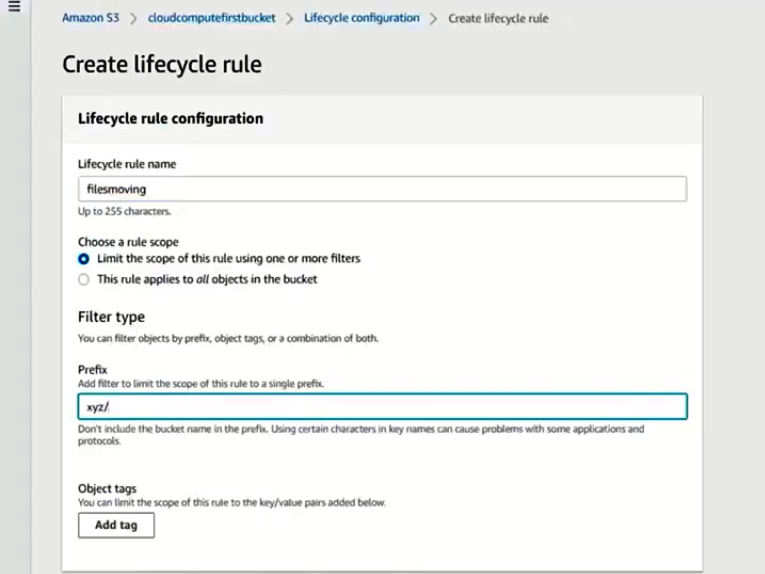 Amazon S3 > cloudcomputefirstbucket > Lifecycle configuration > Create lifecycle rule
Create lifecycle rule
Lifecycle rule configuration
Lifecycle rule name
filesmoving
Up to 255 characters.
Choose a rule scope
Limit the scope of this rule using one or more filters
This rule applies to all objects in the bucket
Filter type
You can filter objects by prefix, object tags, or a combination of both.
Prefix
Add filter to limit the scope of this rule to a single prefix.
xyz/
Don't include the bucket name in the prefix. Using certain characters in key names can cause problems with some applications and
protocols.
Object tags
You can limit the scope of this rule to the key/value pairs added below.
Add tag